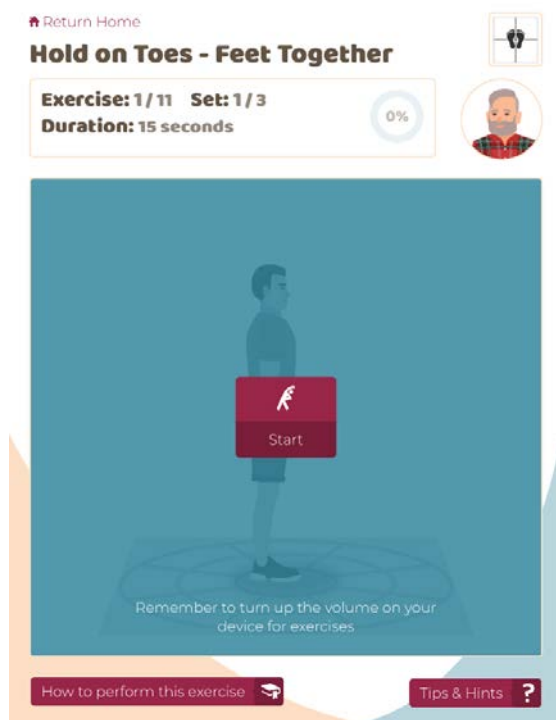 Return Home
Hold on Toes - Feet Together
Exercise: 1/11 Set: 1/3
Duration: 15 seconds
0%
Start
Remember to turn up the volume on your
device for exercises
How to perform this exercise
Tips & Hints ?